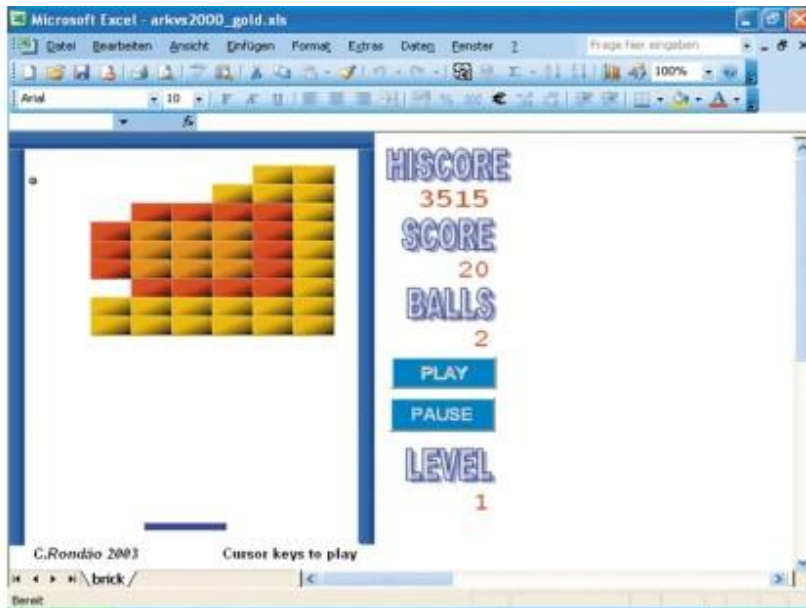 Microsoft Excel - arkvs2000_gold.xls
Datei Bearbeiten Ansicht Einfügen Format Extras Daten Fenster ? Frage hier eingeben
100%
Arial 10 F K U
fx
HISCORE
3515
SCORE
20
BALLS
2
PLAY
PAUSE
LEVEL
1
C.Rondão 2003 Cursor keys to play
brick
Bereit